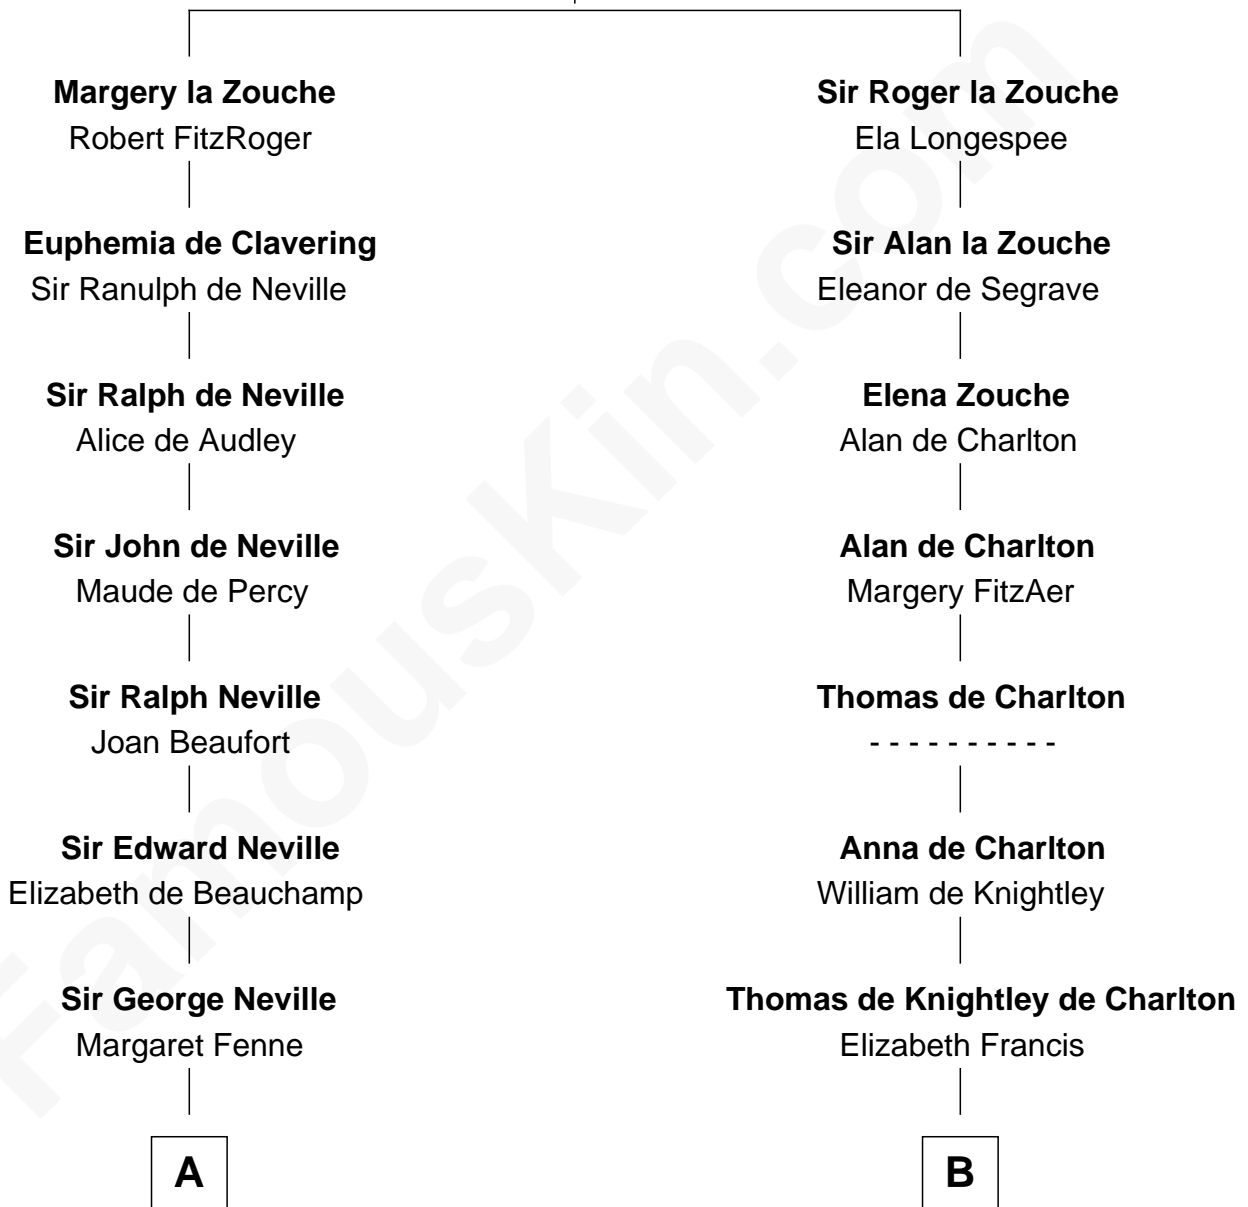 Margery la Zouche
Robert FitzRoger
Euphemia de Clavering
Sir Ranulph de Neville
Sir Ralph de Neville
Alice de Audley
Sir John de Neville
Maude de Percy
Sir Ralph Neville
Joan Beaufort
Sir Edward Neville
Elizabeth de Beauchamp
Sir George Neville
Margaret Fenne
A
Sir Roger la Zouche
Ela Longespee
Sir Alan la Zouche
Eleanor de Segrave
Elena Zouche
Alan de Charlton
Alan de Charlton
Margery FitzAer
Thomas de Charlton
- - - - - - - - - -
Anna de Charlton
William de Knightley
Thomas de Knightley de Charlton
Elizabeth Francis
B
FamousKin.com